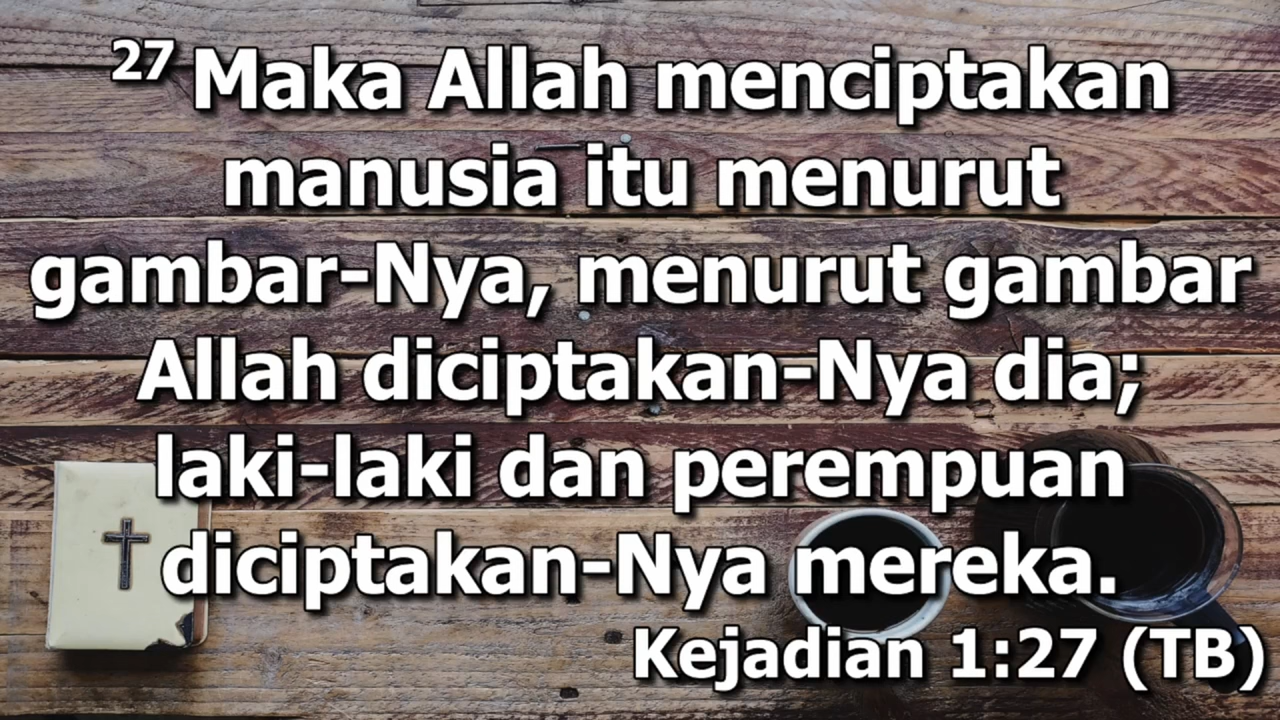 27 Maka Allah menciptakan
manusia itu menurut
gambar-Nya, menurut gambar
Allah diciptakan-Nya dia;
laki-laki dan perempuan
diciptakan-Nya mereka.
Kejadian 1:27 (TB)